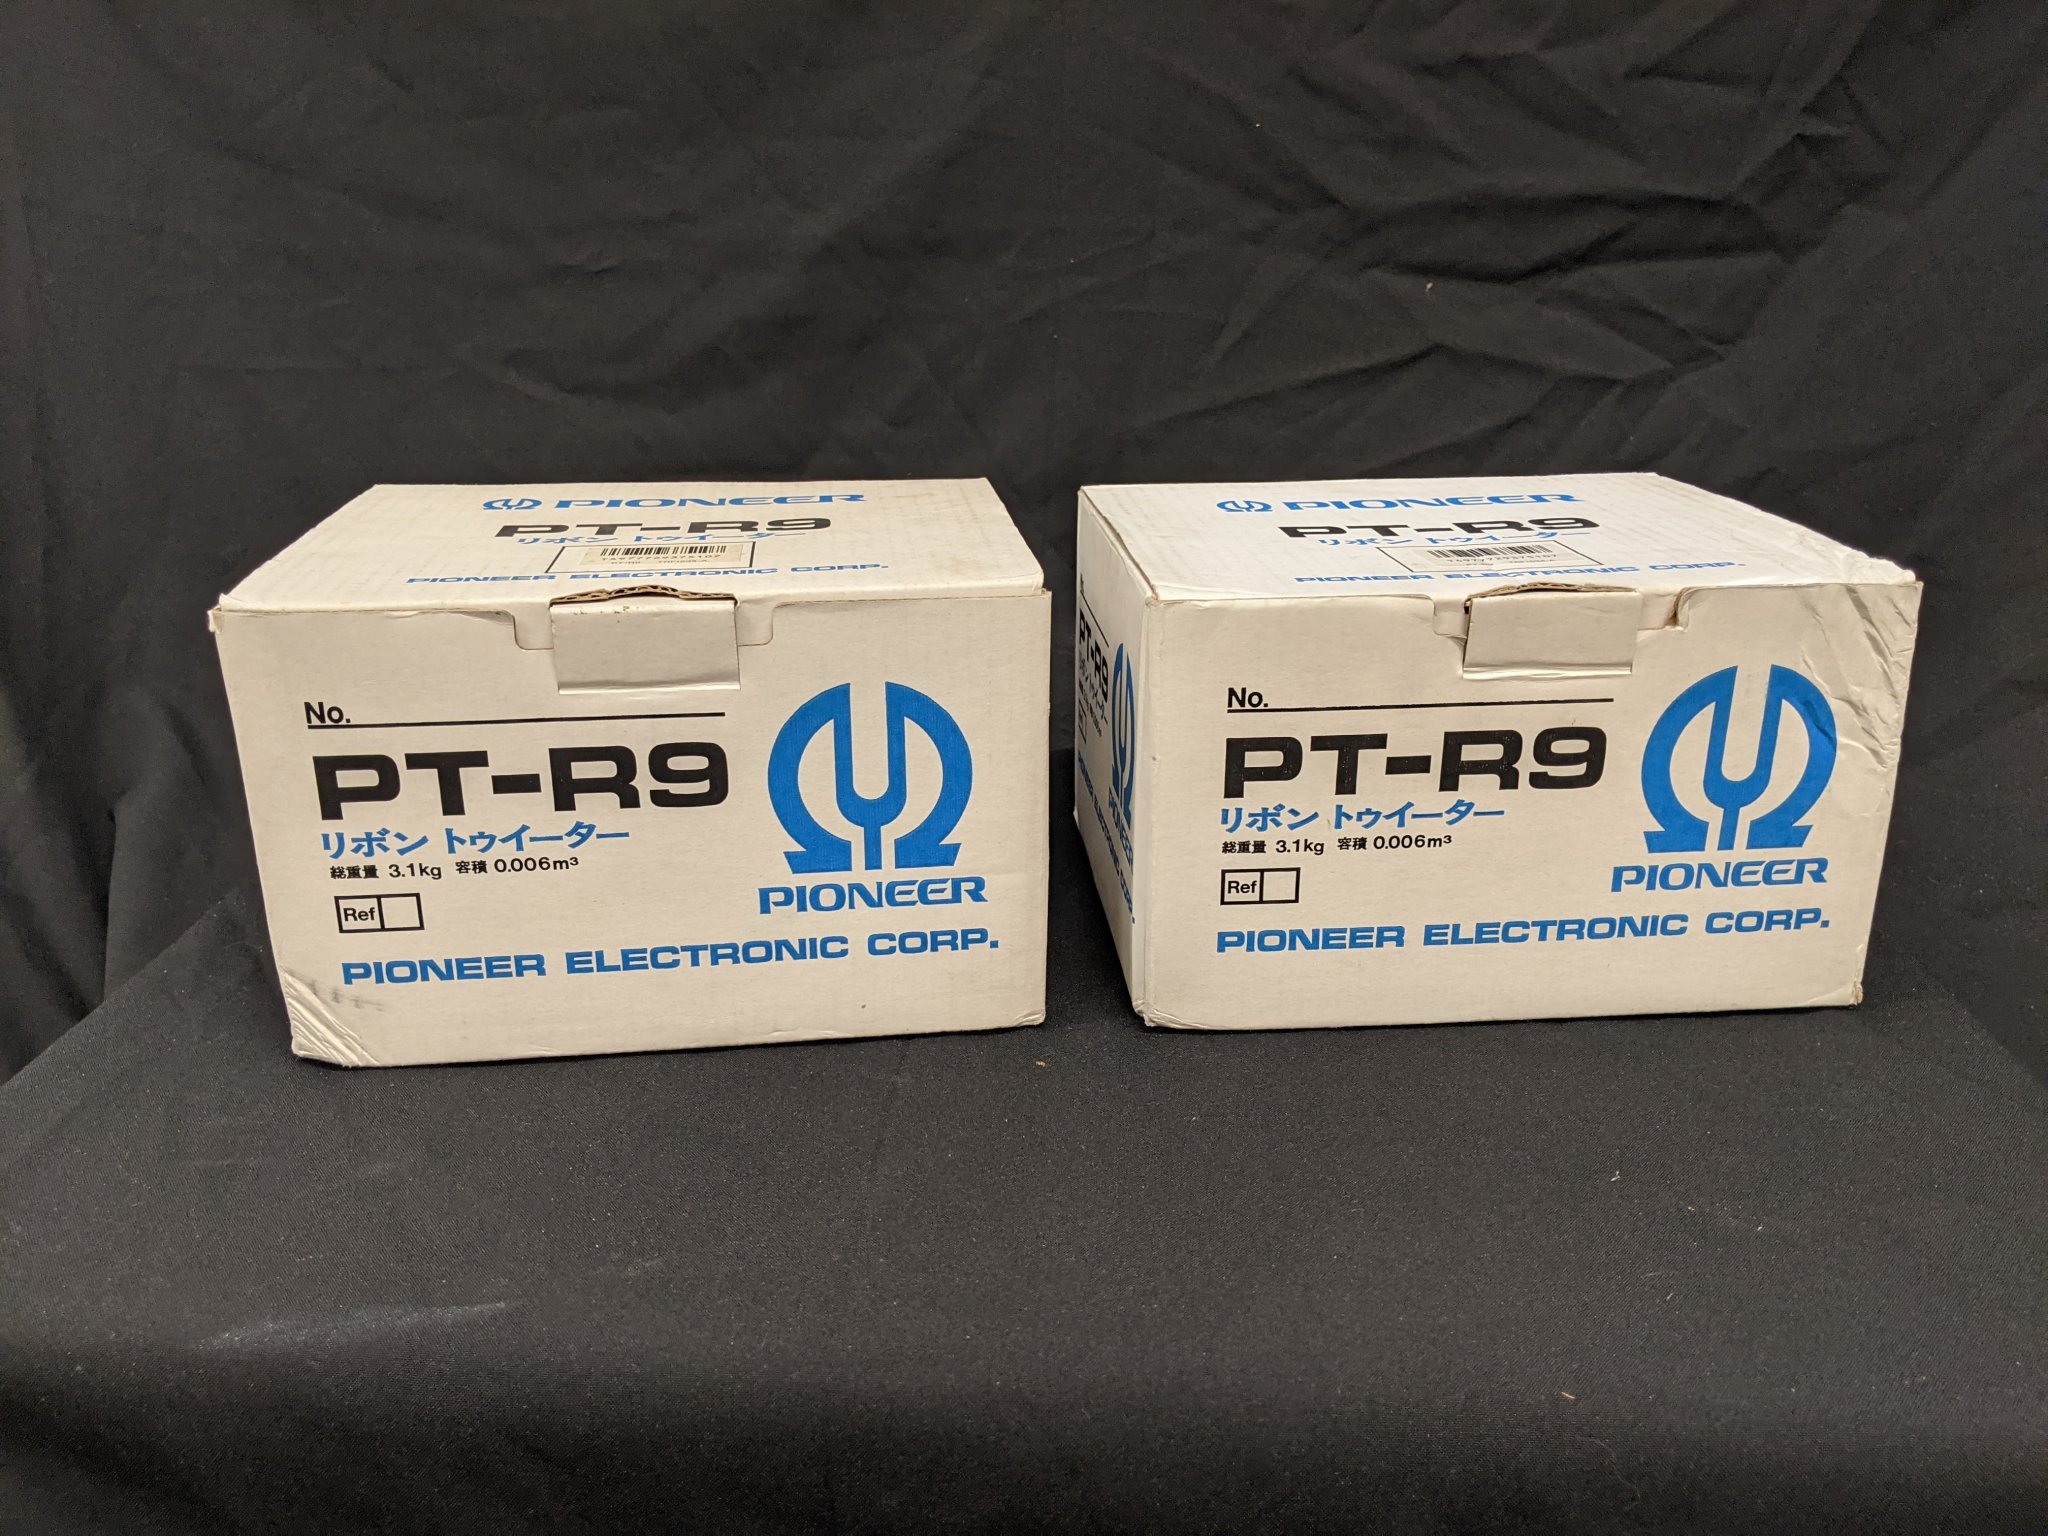 PIONEER
PT-R9
リボン トゥイーター
PIONEER ELECTRONIC CORP.
No.
PT-R9
リボン トゥイーター
総重量 3.1kg 容積 0.006m³
Ref
PIONEER
PIONEER ELECTRONIC CORP.
PIONEER
PT-R9
リボン トゥイーター
PIONEER ELECTRONIC CORP.
PT-R9
No.
PT-R9
リボン トゥイーター
総重量 3.1kg 容積 0.006m³
Ref
PIONEER
PIONEER ELECTRONIC CORP.